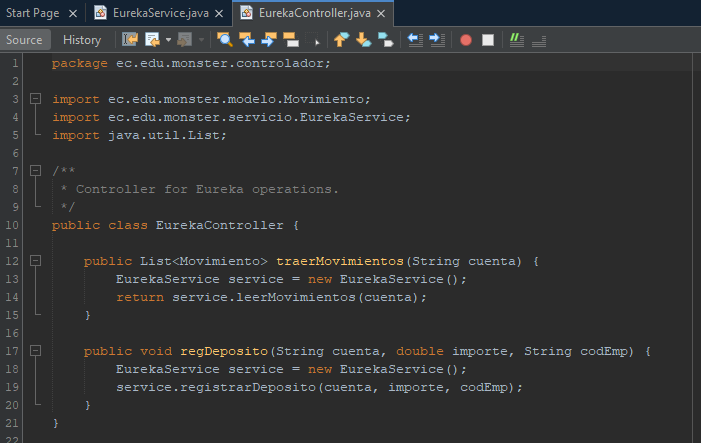 Start Page EurekaService.java EurekaController.java
Source History
1 package ec.edu.monster.controlador;
2
3 import ec.edu.monster.modelo.Movimiento;
4 import ec.edu.monster.servicio.EurekaService;
5 import java.util.List;
6
7 /**
8  * Controller for Eureka operations.
9  */
10 public class EurekaController {
11
12     public List<Movimiento> traerMovimientos(String cuenta) {
13         EurekaService service = new EurekaService();
14         return service.leerMovimientos(cuenta);
15     }
16
17     public void regDeposito(String cuenta, double importe, String codEmp) {
18         EurekaService service = new EurekaService();
19         service.registrarDeposito(cuenta, importe, codEmp);
20     }
21 }
22